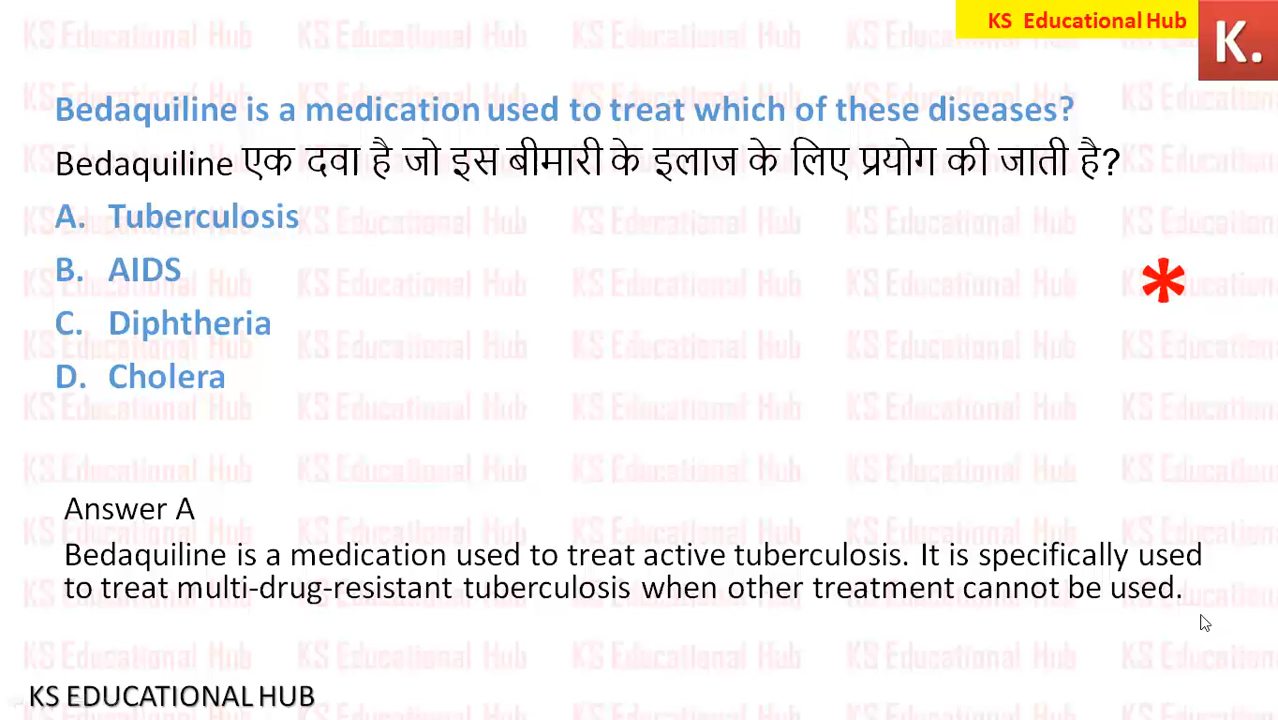 KS Educational Hub
K.
Bedaquiline is a medication used to treat which of these diseases?
Bedaquiline एक दवा है जो इस बीमारी के इलाज के लिए प्रयोग की जाती है?
A. Tuberculosis
B. AIDS
*
C. Diphtheria
D. Cholera
Answer A
Bedaquiline is a medication used to treat active tuberculosis. It is specifically used
to treat multi-drug-resistant tuberculosis when other treatment cannot be used.
KS EDUCATIONAL HUB